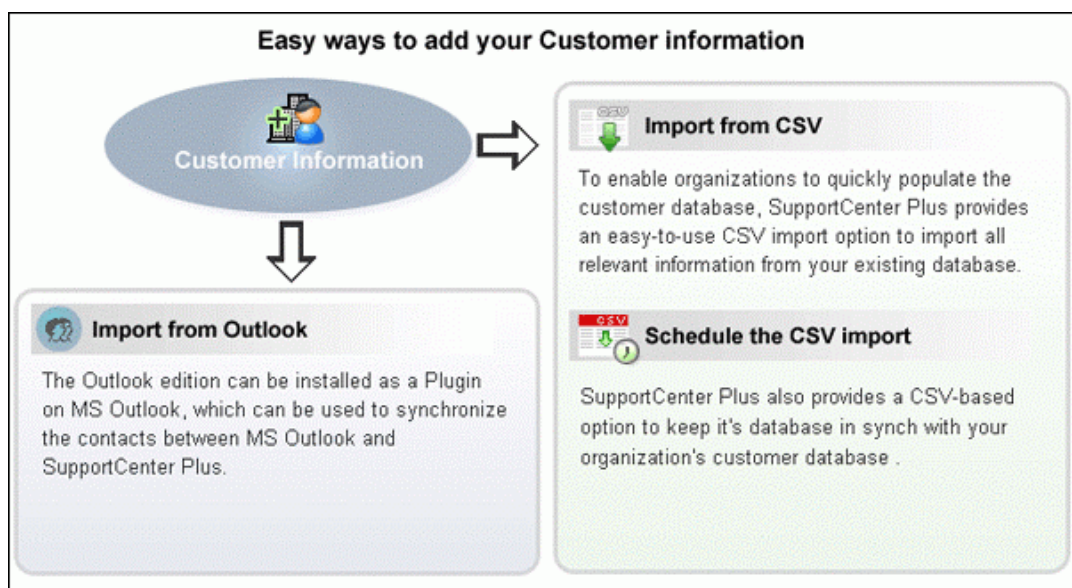 Easy ways to add your Customer information
Customer Information
Import from CSV
To enable organizations to quickly populate the
customer database, SupportCenter Plus provides
an easy-to-use CSV import option to import all
relevant information from your existing database.
Import from Outlook
The Outlook edition can be installed as a Plugin
on MS Outlook, which can be used to synchronize
the contacts between MS Outlook and
SupportCenter Plus.
CSV
Schedule the CSV import
SupportCenter Plus also provides a CSV-based
option to keep it's database in synch with your
organization's customer database .
CSV